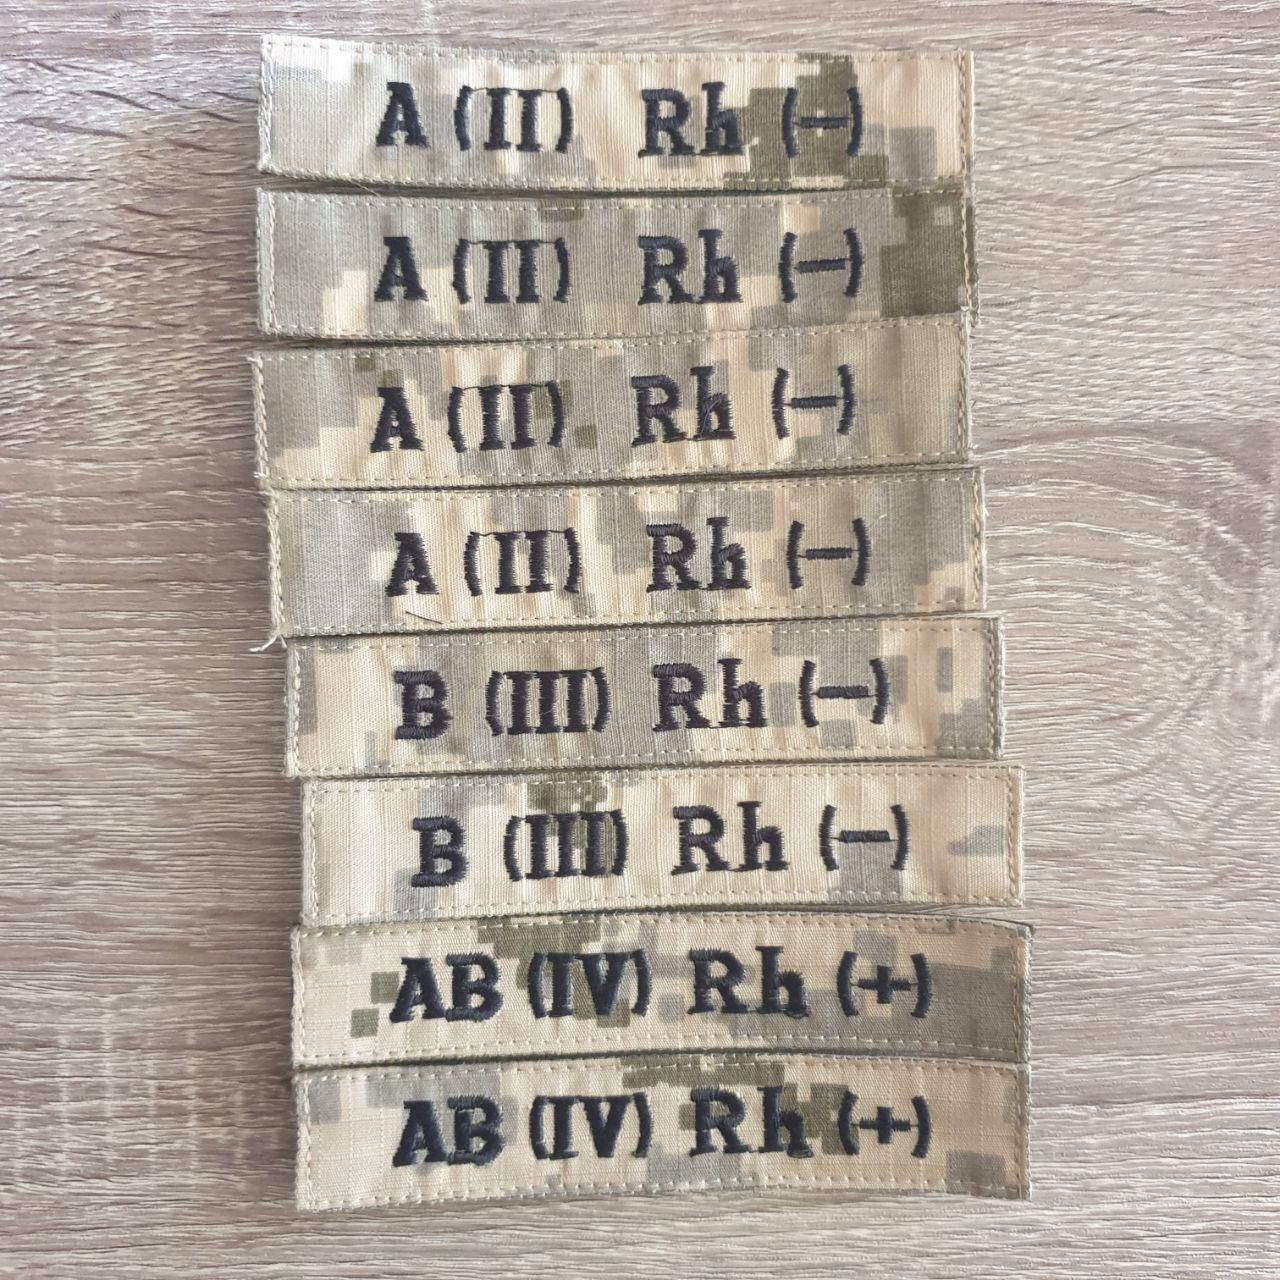 A (II) Rh (-)
A (II) Rh (-)
A (II) Rh (-)
A (II) Rh (-)
B (III) Rh (-)
B (III) Rh (-)
AB (IV) Rh (+)
AB (IV) Rh (+)